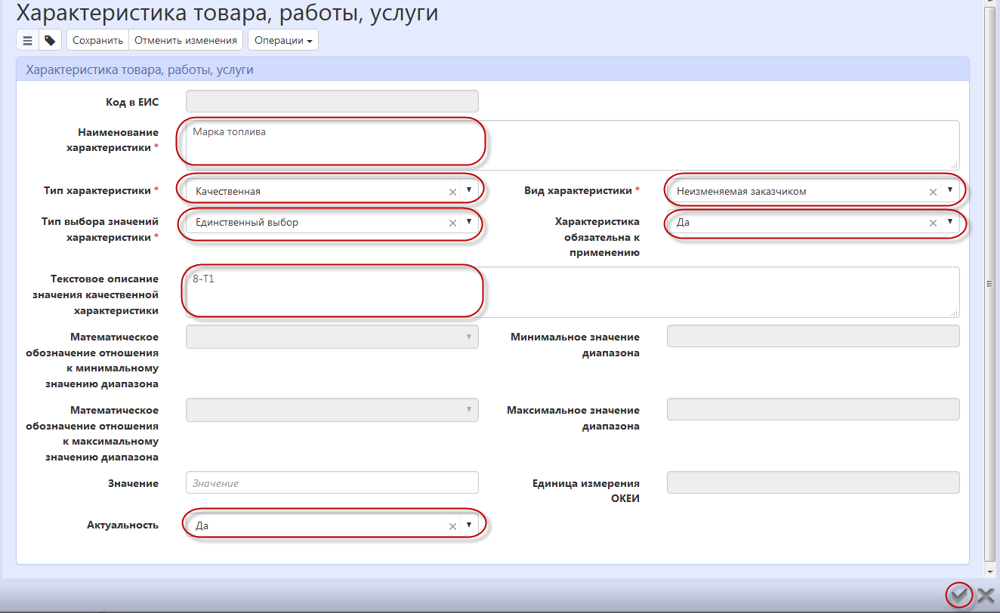 Характеристика товара, работы, услуги
Сохранить Отменить изменения Операции
Характеристика товара, работы, услуги
Код в ЕИС
Наименование
характеристики *
Марка топлива
Тип характеристики * Качественная
Вид характеристики * Неизменяемая заказчиком
Тип выбора значений
характеристики *
Единственный выбор
Характеристика
обязательна к
применению
Да
Текстовое описание
значения качественной
характеристики
8-Т1
Математическое
обозначение отношения
к минимальному
значению диапазона
Минимальное значение
диапазона
Математическое
обозначение отношения
к максимальному
значению диапазона
Максимальное значение
диапазона
Значение Значение
Единица измерения
ОКЕИ
Актуальность Да